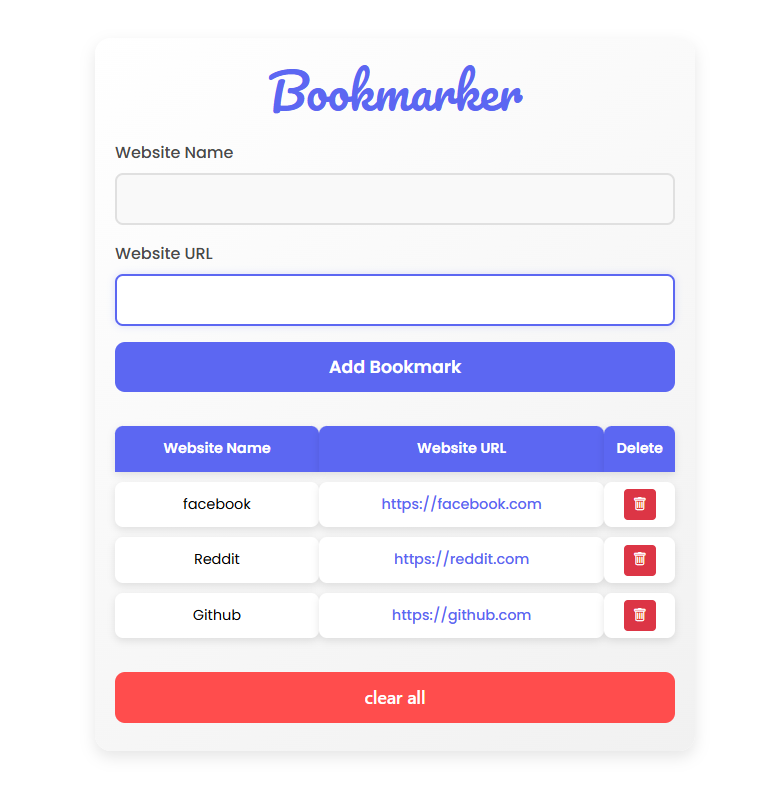 Bookmarker
Website Name
Website URL
Add Bookmark
Website Name Website URL Delete
facebook https://facebook.com
Reddit https://reddit.com
Github https://github.com
clear all